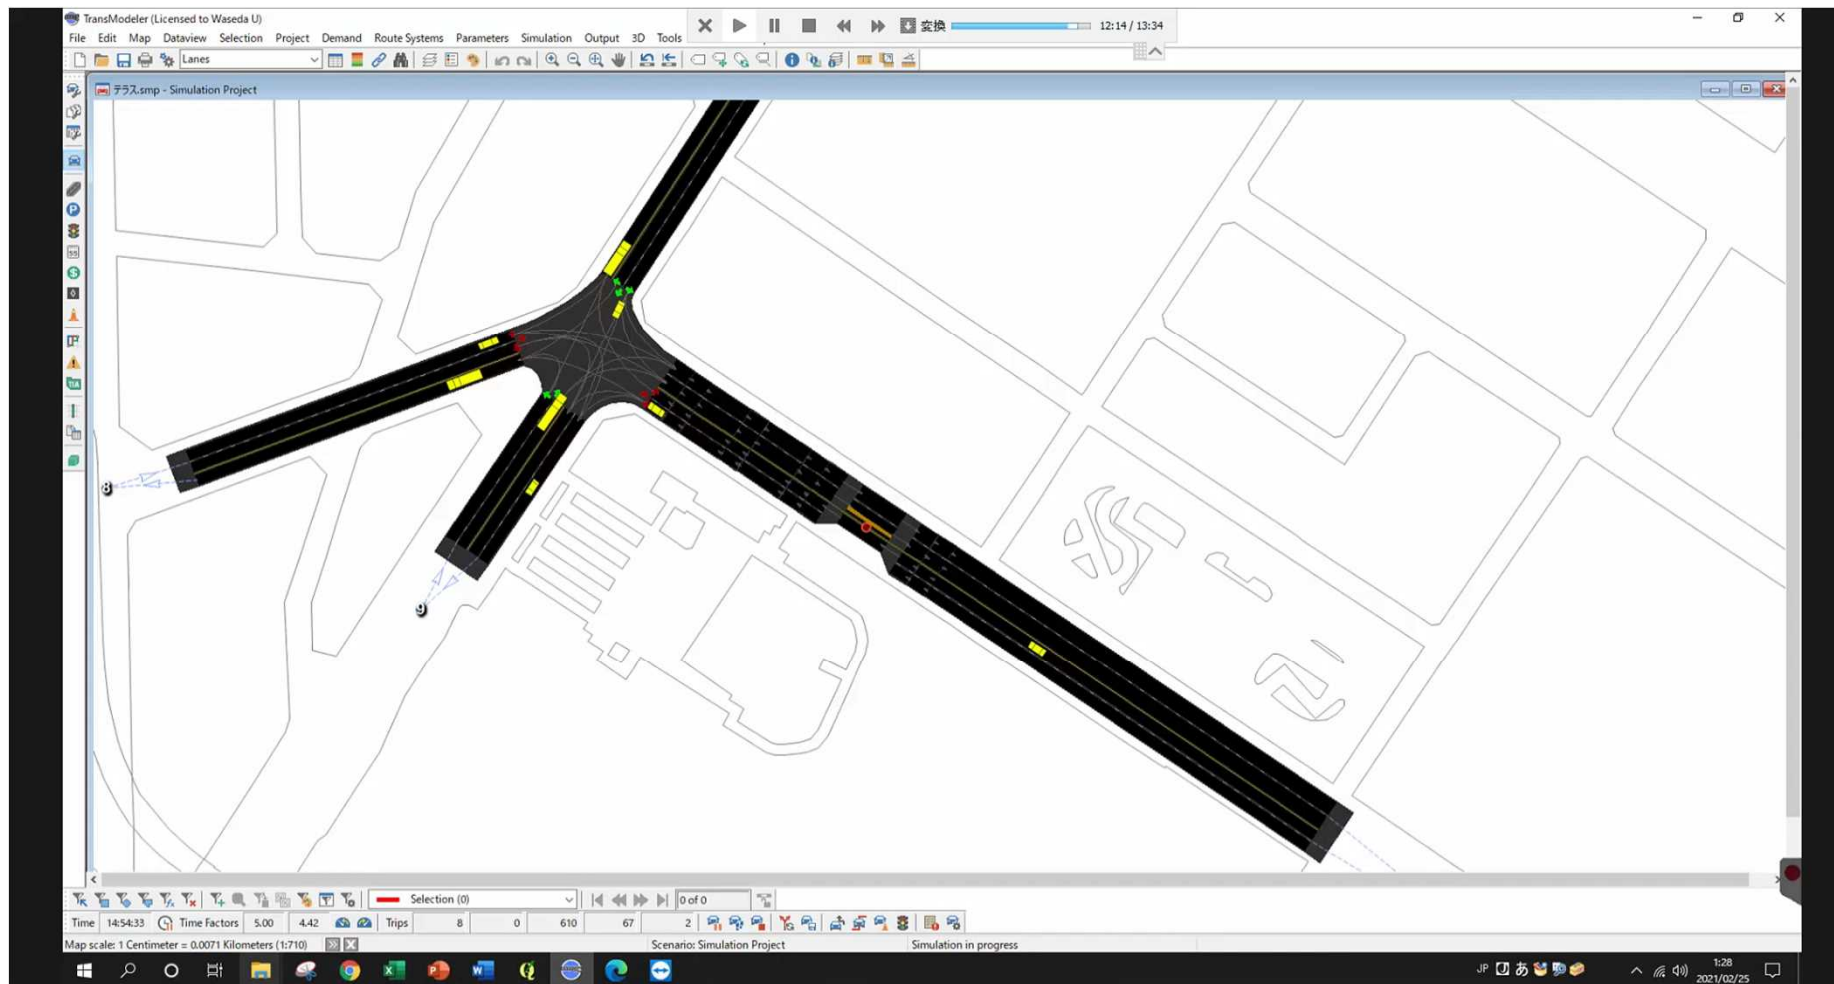 TransModeler (Licensed to Waseda U)
変換
12:14 / 13:34
File Edit Map Dataview Selection Project Demand Route Systems Parameters Simulation Output 3D Tools
Lanes
テラス.smp - Simulation Project
8
9
Selection (0)
0 of 0
Time 14:54:33 Time Factors 5.00 4.42 Trips 8 0 610 67 2
Map scale: 1 Centimeter = 0.0071 Kilometers (1:710) Scenario: Simulation Project Simulation in progress
JP あ
1:28
2021/02/25